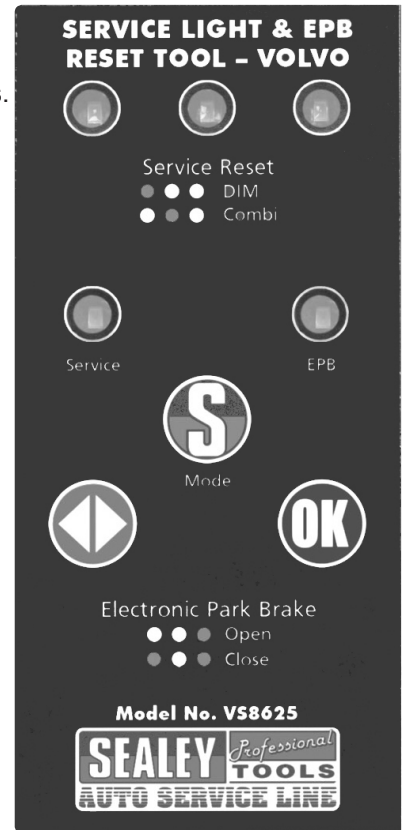 s.
SERVICE LIGHT & EPB
RESET TOOL – VOLVO
Service Reset
DIM
Combi
Service
EPB
S
Mode
OK
Electronic Park Brake
Open
Close
Model No. VS8625
SEALEY Professional
TOOLS
AUTO SERVICE LINE